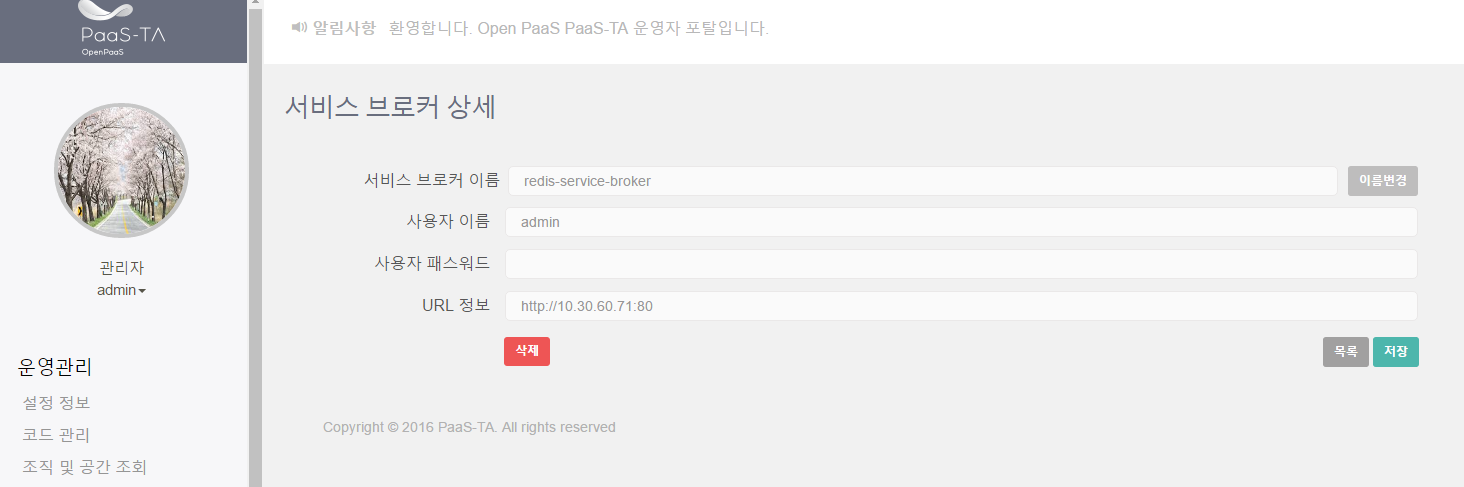 PaaS-TA
OpenPaaS
알림사항 환영합니다. Open PaaS PaaS-TA 운영자 포탈입니다.
관리자
admin
운영관리
설정 정보
코드 관리
조직 및 공간 조회
서비스 브로커 상세
서비스 브로커 이름 redis-service-broker 이름변경
사용자 이름 admin
사용자 패스워드
URL 정보 http://10.30.60.71:80
삭제 목록 저장
Copyright © 2016 PaaS-TA. All rights reserved